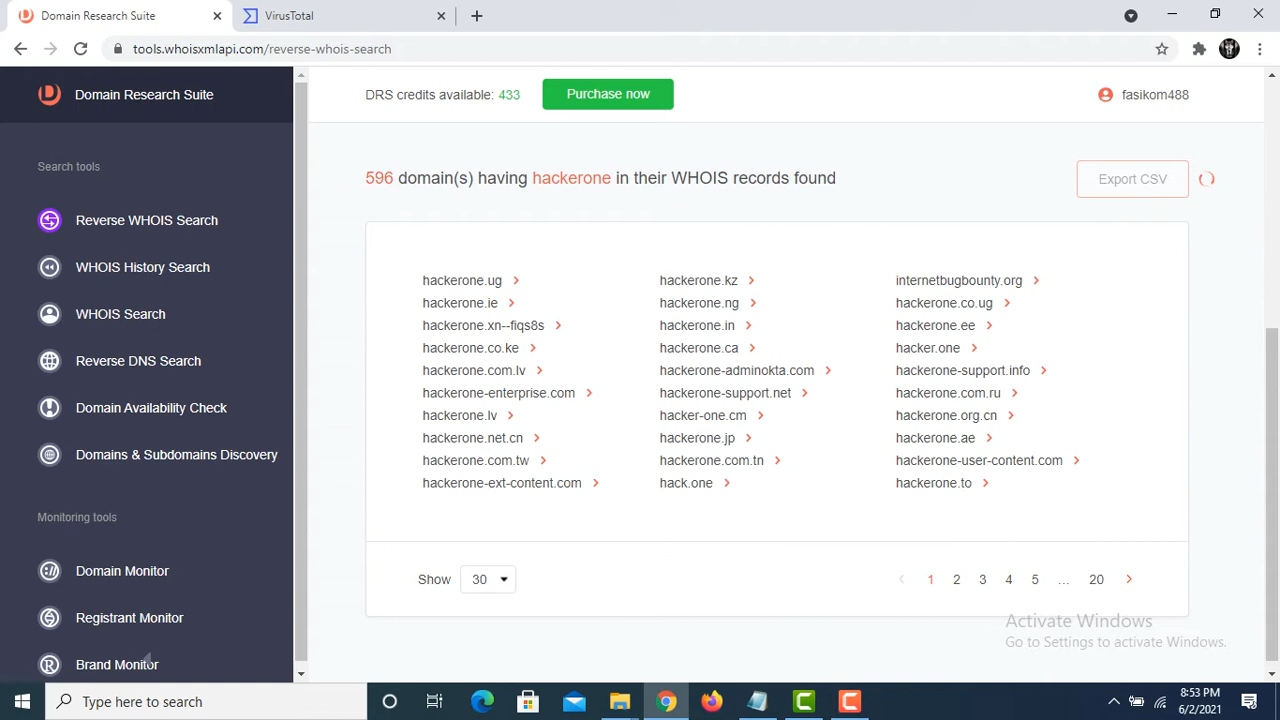 Domain Research Suite
VirusTotal
tools.whoisxmlapi.com/reverse-whois-search
Domain Research Suite
DRS credits available: 433
Purchase now
fasikom488
Search tools
Reverse WHOIS Search
WHOIS History Search
WHOIS Search
Reverse DNS Search
Domain Availability Check
Domains & Subdomains Discovery
Monitoring tools
Domain Monitor
Registrant Monitor
Brand Monitor
596 domain(s) having hackerone in their WHOIS records found
Export CSV
hackerone.ug hackerone.kz internetbugbounty.org
hackerone.ie hackerone.ng hackerone.co.ug
hackerone.xn--fiqs8s hackerone.in hackerone.ee
hackerone.co.ke hackerone.ca hacker.one
hackerone.com.lv hackerone-adminokta.com hackerone-support.info
hackerone-enterprise.com hackerone-support.net hackerone.com.ru
hackerone.lv hacker-one.cm hackerone.org.cn
hackerone.net.cn hackerone.jp hackerone.ae
hackerone.com.tw hackerone.com.tn hackerone-user-content.com
hackerone-ext-content.com hack.one hackerone.to
Show 30 1 2 3 4 5 ... 20
Activate Windows
Go to Settings to activate Windows.
Type here to search
8:53 PM
6/2/2021